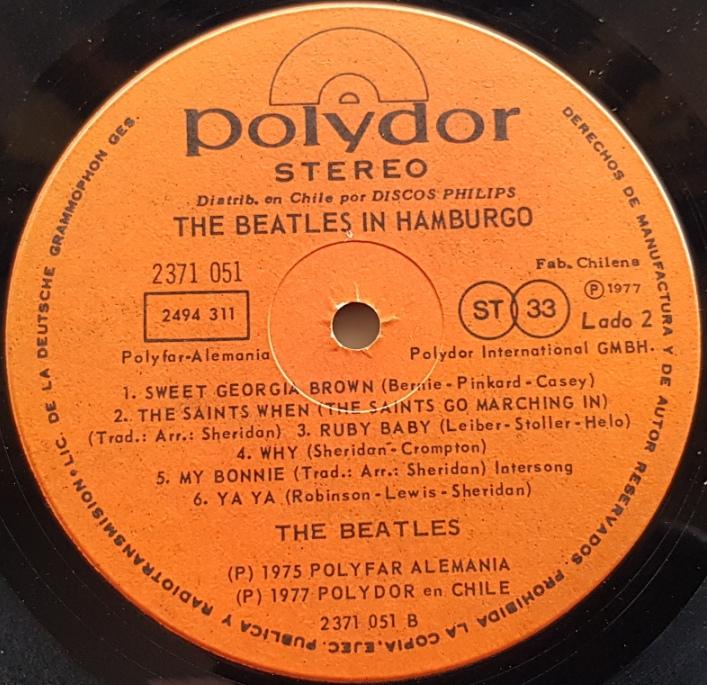 polydor
STEREO
Distrib. en Chile por DISCOS PHILIPS
THE BEATLES IN HAMBURGO
2371 051
Fab. Chilena
2494 311
ST 33
Ⓟ 1977
Lado 2
Polyfar-Alemania
Polydor International GMBH.
1. SWEET GEORGIA BROWN (Bernie - Pinkard - Casey)
2. THE SAINTS WHEN (THE SAINTS GO MARCHING IN)
(Trad.: Arr.: Sheridan) 3. RUBY BABY (Leiber - Stoller - Helo)
4. WHY (Sheridan - Crompton)
5. MY BONNIE (Trad.: Arr.: Sheridan) Intersong
6. YA YA (Robinson - Lewis - Sheridan)
THE BEATLES
(P) 1975 POLYFAR ALEMANIA
(P) 1977 POLYDOR en CHILE
2371 051 B
DERECHOS DE MANUFACTURA Y DE AUTOR RESERVADOS. PROHIBIDA LA COPIA, EJEC. PUBLICA Y RADIOTRANSMISION • LIC. DE LA DEUTSCHE GRAMMOPHON GES.